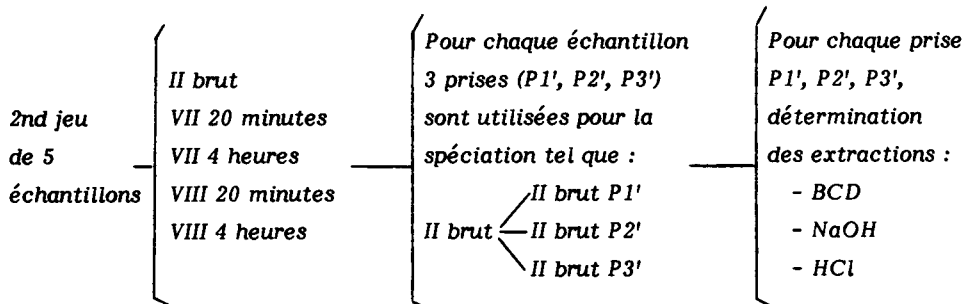 2nd jeu
de 5
échantillons
II brut
VII 20 minutes
VII 4 heures
VIII 20 minutes
VIII 4 heures
Pour chaque échantillon
3 prises (P1', P2', P3')
sont utilisées pour la
spéciation tel que :
II brut
II brut P1'
II brut P2'
II brut P3'
Pour chaque prise
P1', P2', P3',
détermination
des extractions :
- BCD
- NaOH
- HCl